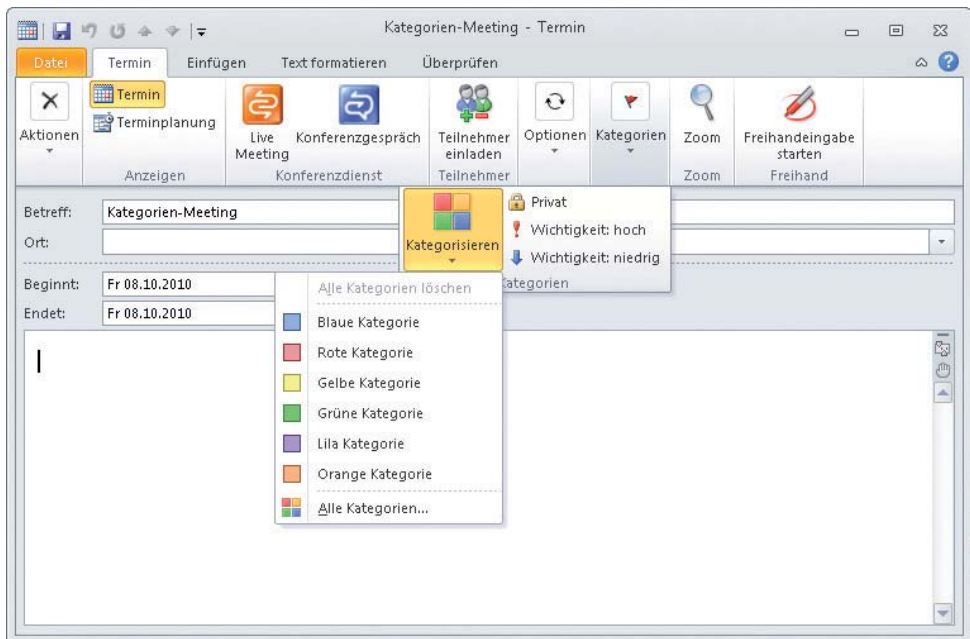 Kategorien-Meeting - Termin
Datei Termin Einfügen Text formatieren Überprüfen
Aktionen
Termin
Terminplanung
Anzeigen
Live Meeting
Konferenzgespräch
Konferenzdienst
Teilnehmer einladen
Teilnehmer
Optionen
Kategorien
Zoom
Zoom
Freihandeingabe starten
Freihand
Kategorisieren
Privat
Wichtigkeit: hoch
Wichtigkeit: niedrig
Kategorien
Betreff: Kategorien-Meeting
Ort:
Beginnt: Fr 08.10.2010
Endet: Fr 08.10.2010
Alle Kategorien löschen
Blaue Kategorie
Rote Kategorie
Gelbe Kategorie
Grüne Kategorie
Lila Kategorie
Orange Kategorie
Alle Kategorien...